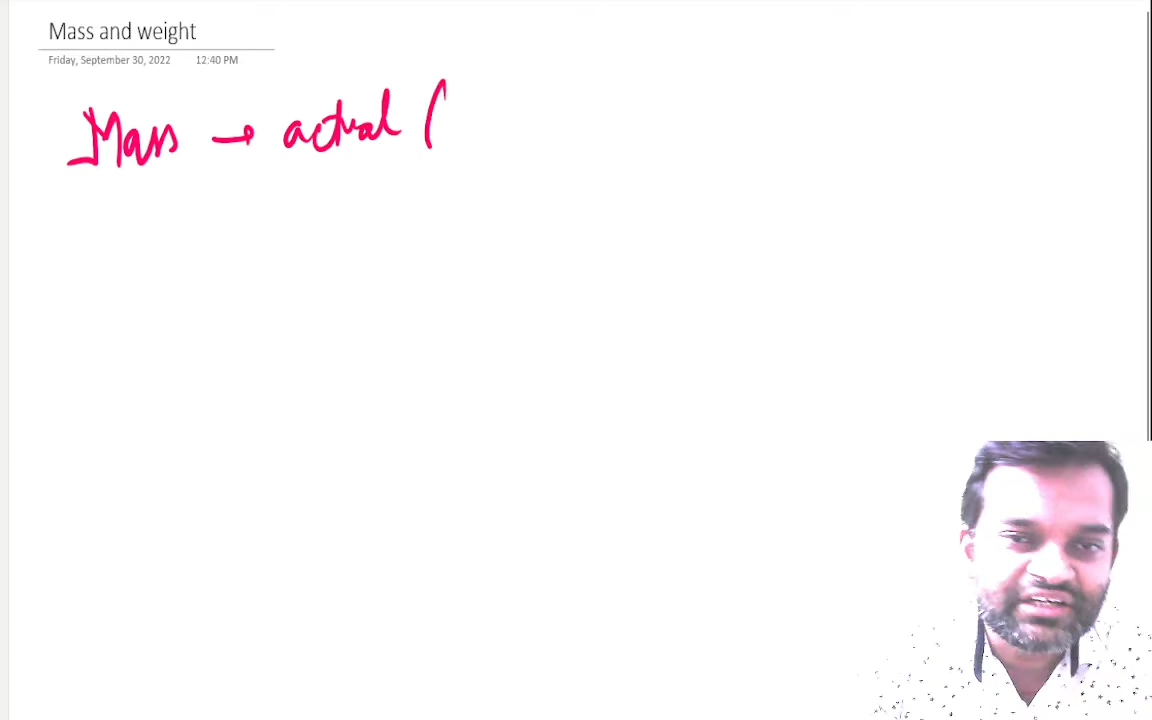 Mass and weight
Friday, September 30, 2022 12:40 PM
Mass → actual (